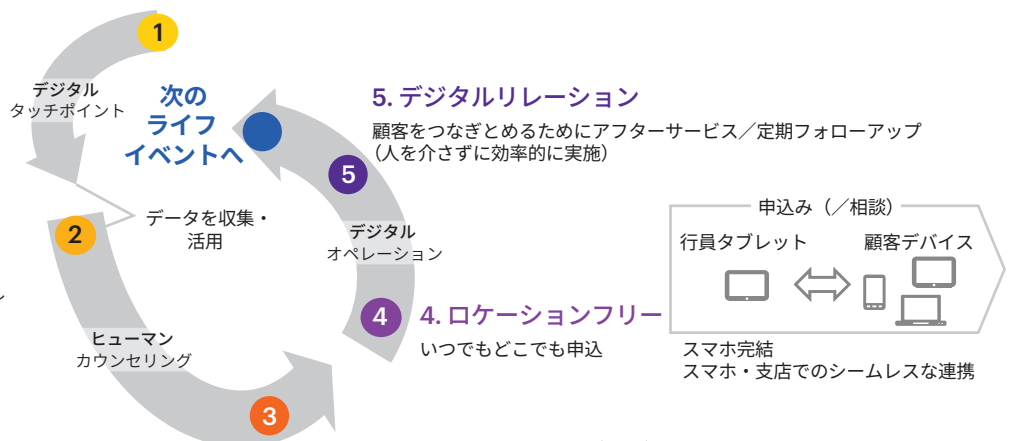 1
デジタル
タッチポイント
次の
ライフ
イベントへ
5. デジタルリレーション
顧客をつなぎとめるためにアフターサービス／定期フォローアップ
（人を介さずに効率的に実施）
5
データを収集・
活用
2
デジタル
オペレーション
申込み（／相談）
行員タブレット
顧客デバイス
4
4. ロケーションフリー
いつでもどこでも申込
スマホ完結
スマホ・支店でのシームレスな連携
ヒューマン
カウンセリング
3